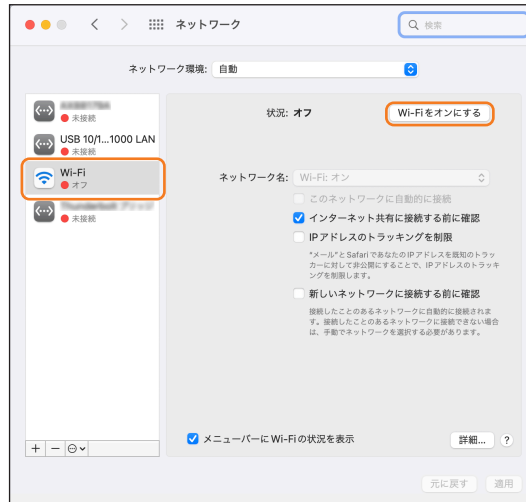 ネットワーク
検索
ネットワーク環境: 自動
未接続
USB 10/1...1000 LAN
未接続
Wi-Fi
オフ
未接続
状況: オフ
Wi-Fiをオンにする
ネットワーク名: Wi-Fi: オン
このネットワークに自動的に接続
インターネット共有に接続する前に確認
IPアドレスのトラッキングを制限
"メール"とSafariであなたのIPアドレスを既知のトラッ
カーに対して非公開にすることで、IPアドレスのトラッキ
ングを制限します。
新しいネットワークに接続する前に確認
接続したことのあるネットワークに自動的に接続されま
す。接続したことのあるネットワークに接続できない場合
は、手動でネットワークを選択する必要があります。
メニューバーにWi-Fiの状況を表示
詳細... ?
元に戻す 適用